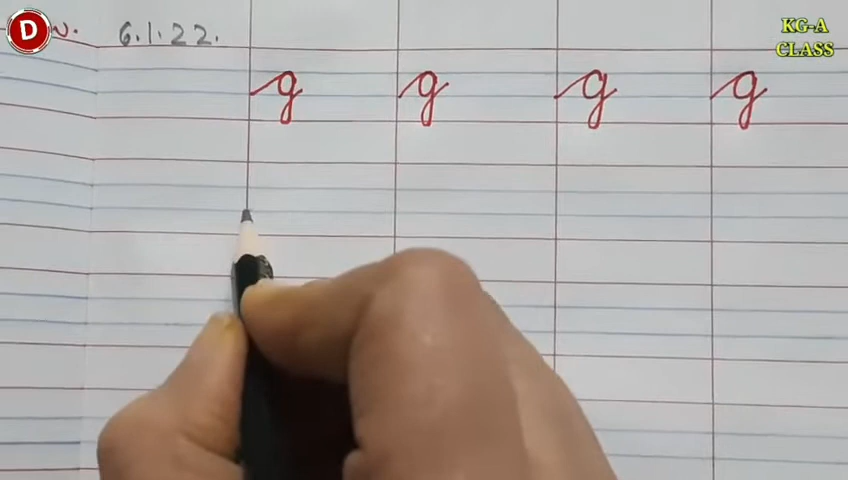 D
6.1.22.
KG-A
CLASS
g g g g